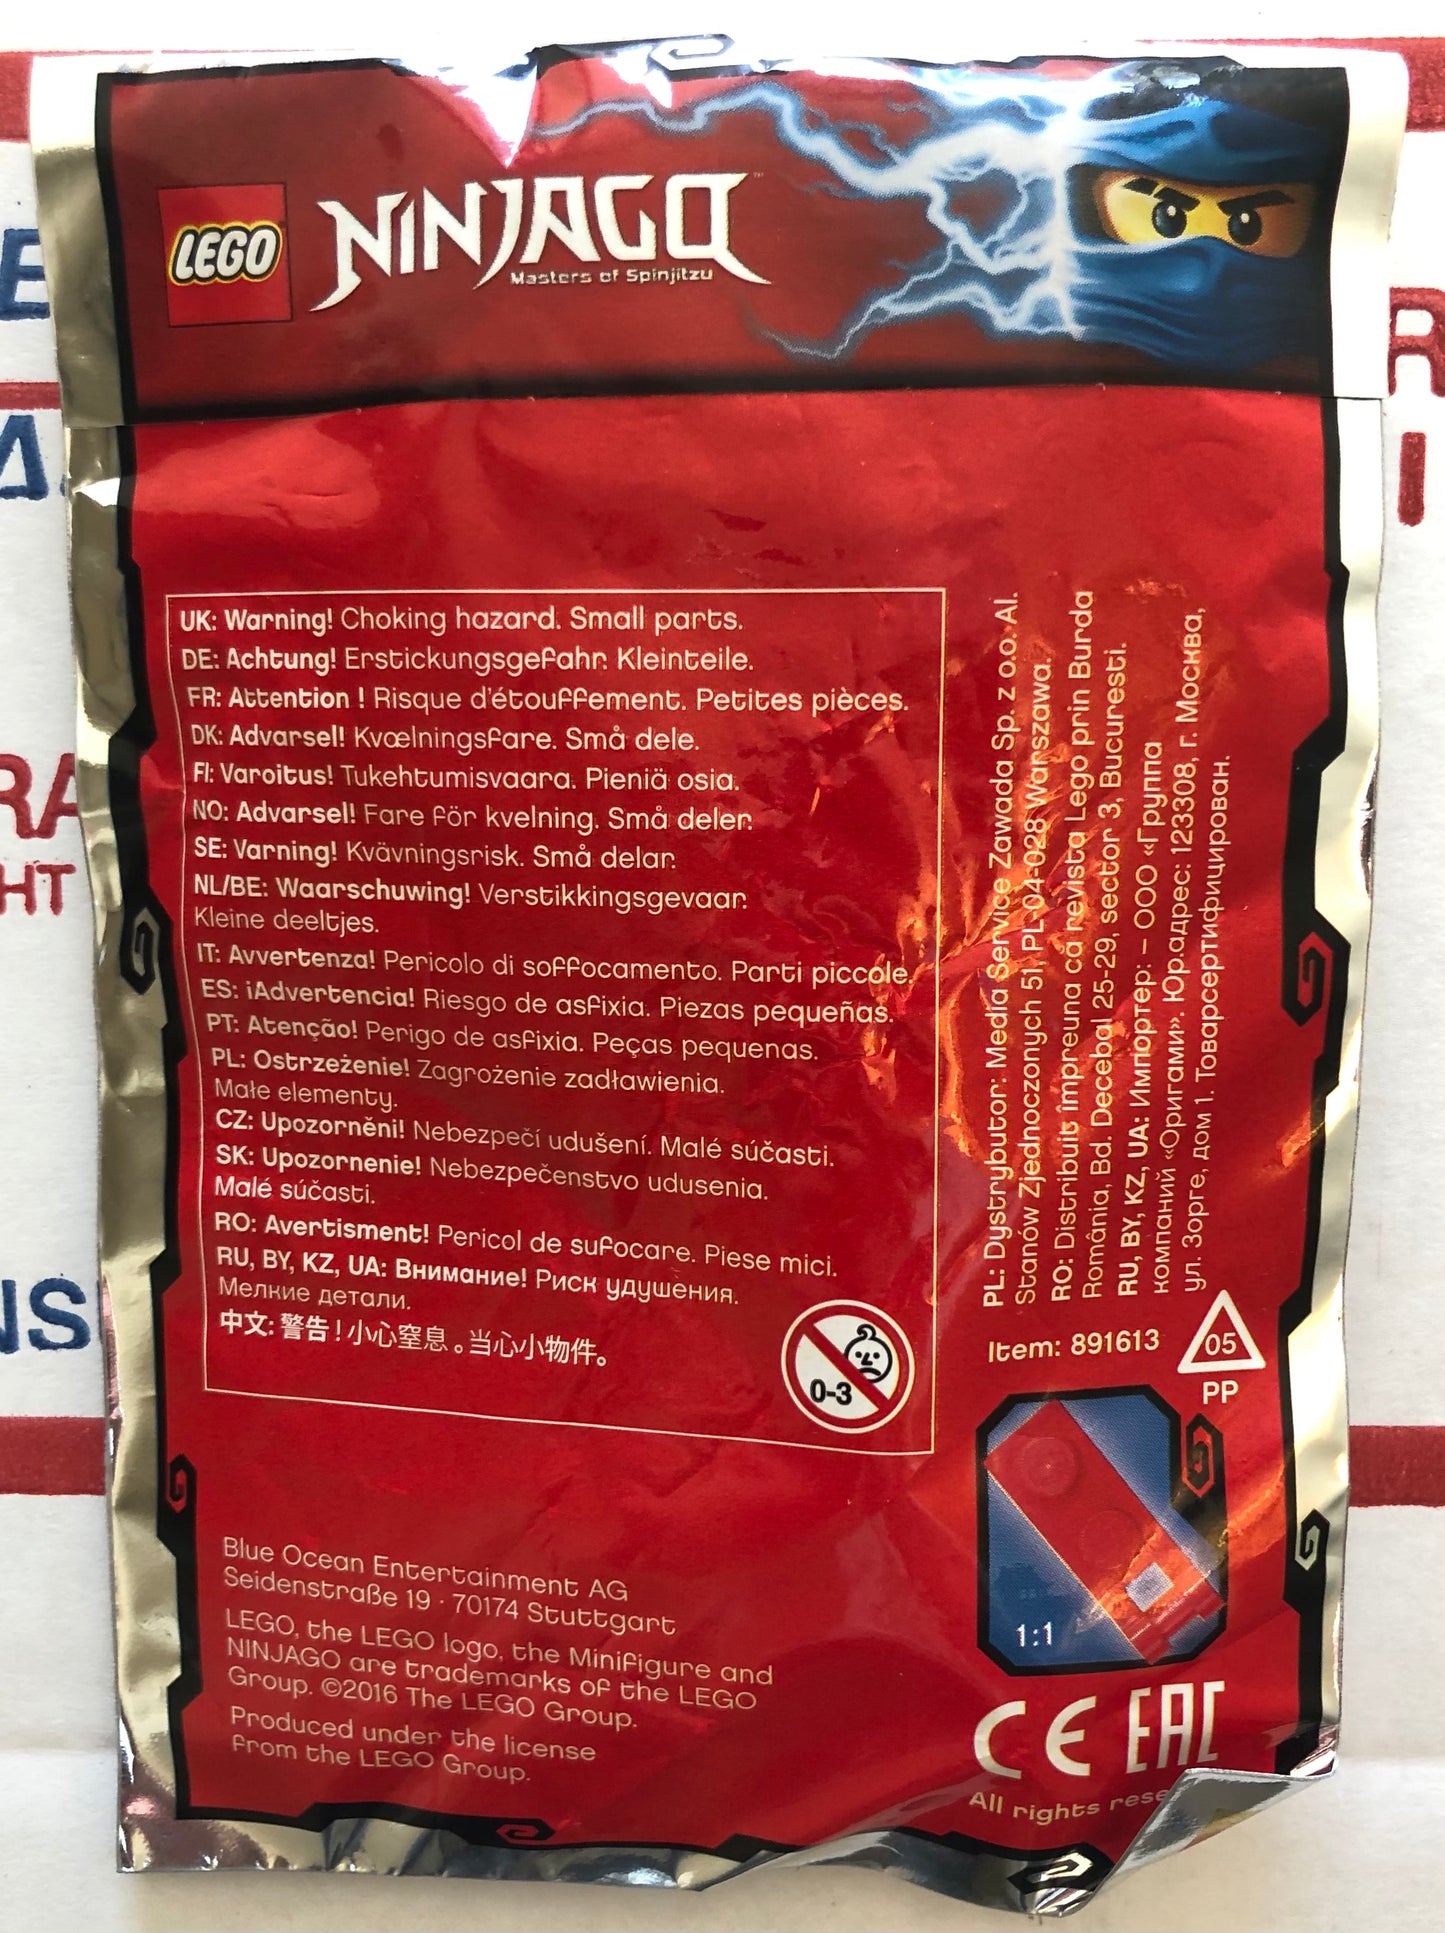 LEGO
NINJAGO™
Masters of Spinjitzu
UK: Warning! Choking hazard. Small parts.
DE: Achtung! Erstickungsgefahr. Kleinteile.
FR: Attention ! Risque d'étouffement. Petites pièces.
DK: Advarsel! Kvælningsfare. Små dele.
FI: Varoitus! Tukehtumisvaara. Pieniä osia.
NO: Advarsel! Fare för kvelning. Små deler.
SE: Varning! Kvävningsrisk. Små delar.
NL/BE: Waarschuwing! Verstikkingsgevaar.
Kleine deeltjes.
IT: Avvertenza! Pericolo di soffocamento. Parti piccole.
ES: ¡Advertencia! Riesgo de asfixia. Piezas pequeñas.
PT: Atenção! Perigo de asfixia. Peças pequenas.
PL: Ostrzeżenie! Zagrożenie zadławienia.
Małe elementy.
CZ: Upozorněni! Nebezpečí udušení. Malé súčasti.
SK: Upozornenie! Nebezpečenstvo udusenia.
Malé súčasti.
RO: Avertisment! Pericol de sufocare. Piese mici.
RU, BY, KZ, UA: Внимание! Риск удушения.
Мелкие детали.
中文: 警告！小心窒息。当心小物件。
0-3
PL: Dystrybutor: Media Service Zawada Sp. z o.o. Al.
Stanów Zjednoczonych 51, PL-04-028 Warszawa.
RO: Distribuit împreuna cã revista Lego prin Burda
România, Bd. Decebal 25-29, sector 3, Bucuresti.
RU, BY, KZ, UA: Импортер: – ООО «Группа
компаний «Оригами». Юр.адрес: 123308, г. Москва,
ул. Зорге, дом 1. Товарсертифицирован.
Item: 891613
05
PP
1:1
Blue Ocean Entertainment AG
Seidenstraße 19 · 70174 Stuttgart
LEGO, the LEGO logo, the Minifigure and
NINJAGO are trademarks of the LEGO
Group. ©2016 The LEGO Group.
Produced under the license
from the LEGO Group.
CE EAC
All rights rese
E
R
A
I
RA
HT
NS